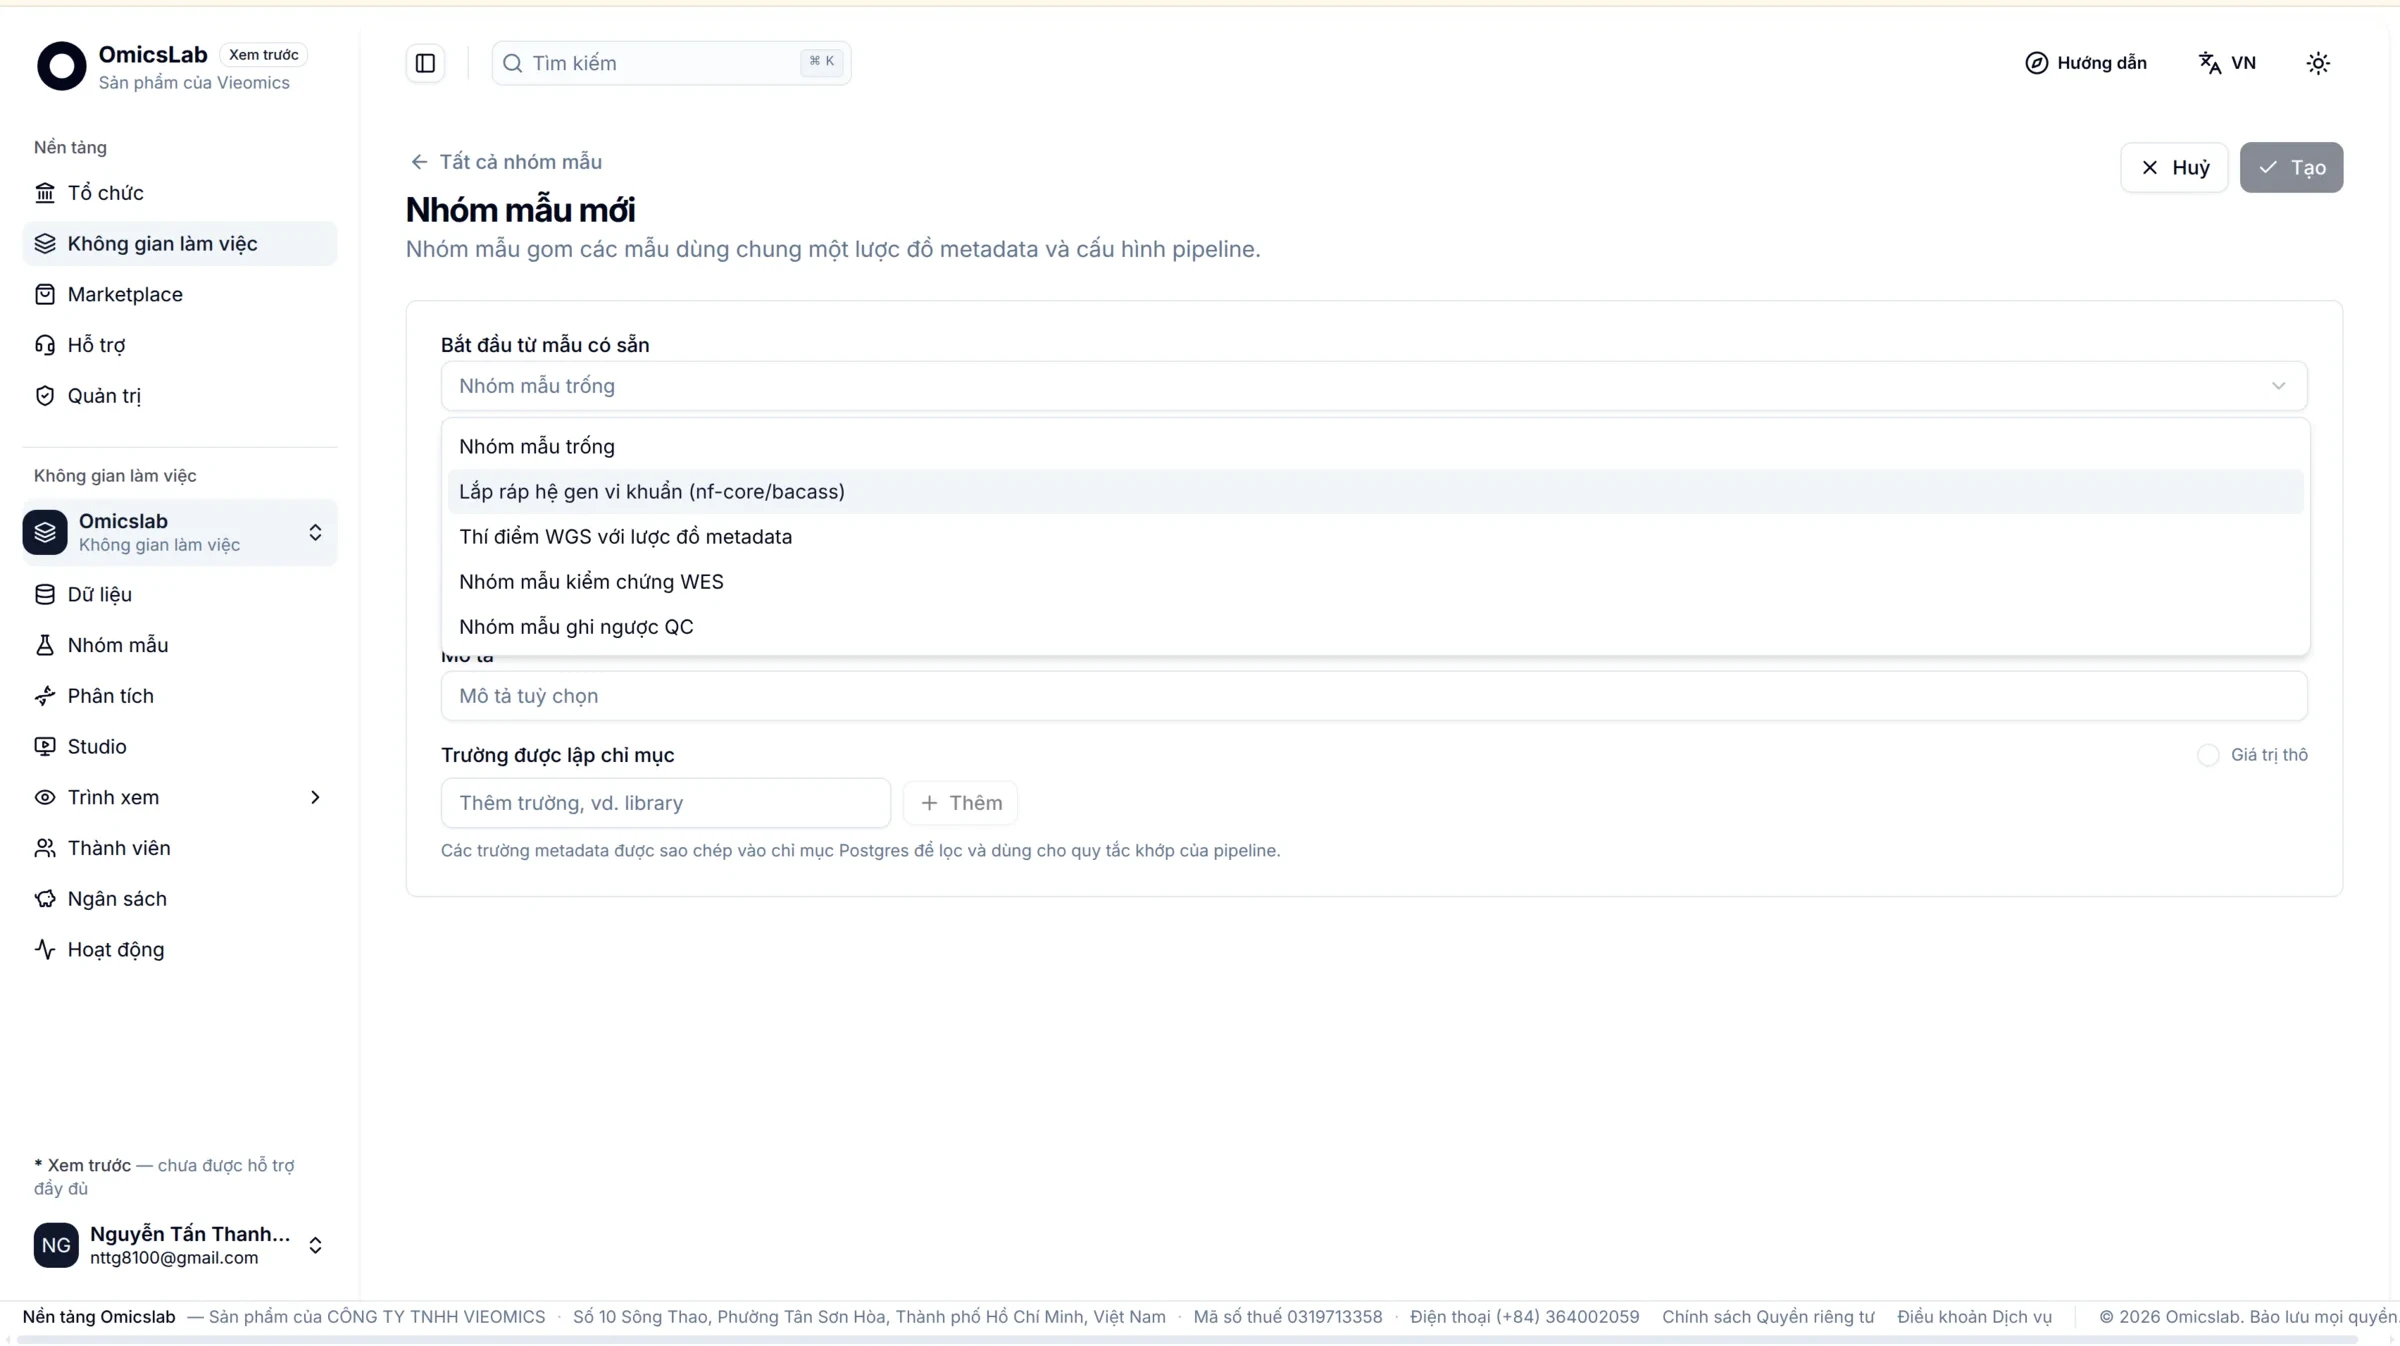 OmicsLab Xem trước
Sản phẩm của Vieomics
Nền tảng
Tổ chức
Không gian làm việc
Marketplace
Hỗ trợ
Quản trị
Không gian làm việc
Omicslab
Không gian làm việc
Dữ liệu
Nhóm mẫu
Phân tích
Studio
Trình xem
Thành viên
Ngân sách
Hoạt động
* Xem trước — chưa được hỗ trợ
đầy đủ
NG
Nguyễn Tấn Thanh...
nttg8100@gmail.com
Tìm kiếm ⌘ K
Hướng dẫn VN
Tất cả nhóm mẫu
Huỷ Tạo
Nhóm mẫu mới
Nhóm mẫu gom các mẫu dùng chung một lược đồ metadata và cấu hình pipeline.
Bắt đầu từ mẫu có sẵn
Nhóm mẫu trống
Nhóm mẫu trống
Lắp ráp hệ gen vi khuẩn (nf-core/bacass)
Thí điểm WGS với lược đồ metadata
Nhóm mẫu kiểm chứng WES
Nhóm mẫu ghi ngược QC
Mô tả
Mô tả tuỳ chọn
Trường được lập chỉ mục Giá trị thô
Thêm trường, vd. library + Thêm
Các trường metadata được sao chép vào chỉ mục Postgres để lọc và dùng cho quy tắc khớp của pipeline.
Nền tảng Omicslab — Sản phẩm của CÔNG TY TNHH VIEOMICS · Số 10 Sông Thao, Phường Tân Sơn Hòa, Thành phố Hồ Chí Minh, Việt Nam · Mã số thuế 0319713358 · Điện thoại (+84) 364002059 Chính sách Quyền riêng tư Điều khoản Dịch vụ © 2026 Omicslab. Bảo lưu mọi quyền.